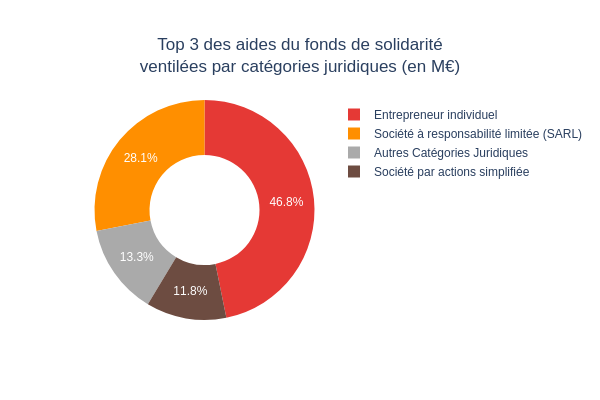 Top 3 des aides du fonds de solidarité
ventilées par catégories juridiques (en M€)
Entrepreneur individuel
Société à responsabilité limitée (SARL)
Autres Catégories Juridiques
Société par actions simplifiée
28.1%
46.8%
13.3%
11.8%